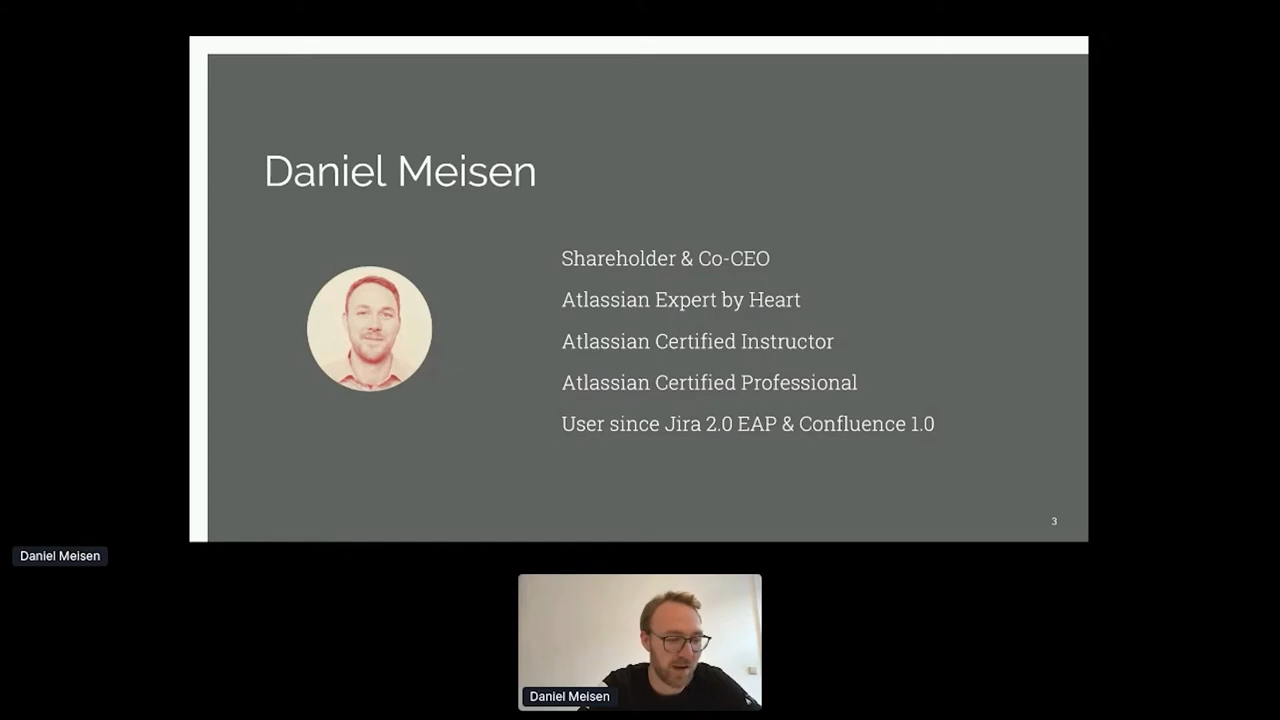 Daniel Meisen
Shareholder & Co-CEO
Atlassian Expert by Heart
Atlassian Certified Instructor
Atlassian Certified Professional
User since Jira 2.0 EAP & Confluence 1.0
3
Daniel Meisen
Daniel Meisen